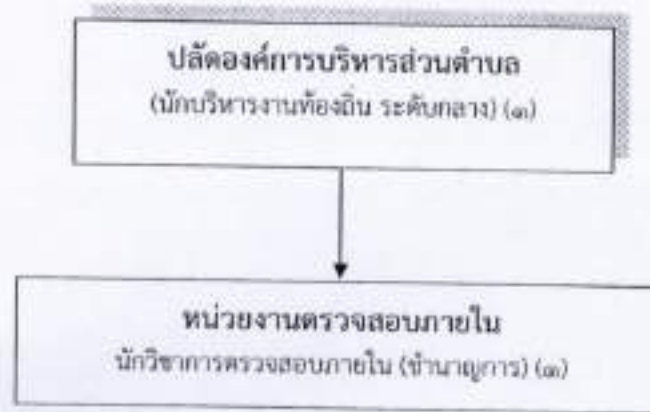 ปลัดองค์การบริหารส่วนตำบล
(นักบริหารงานท้องถิ่น ระดับกลาง) (๑)
หน่วยงานตรวจสอบภายใน
นักวิชาการตรวจสอบภายใน (ชำนาญการ) (๑)